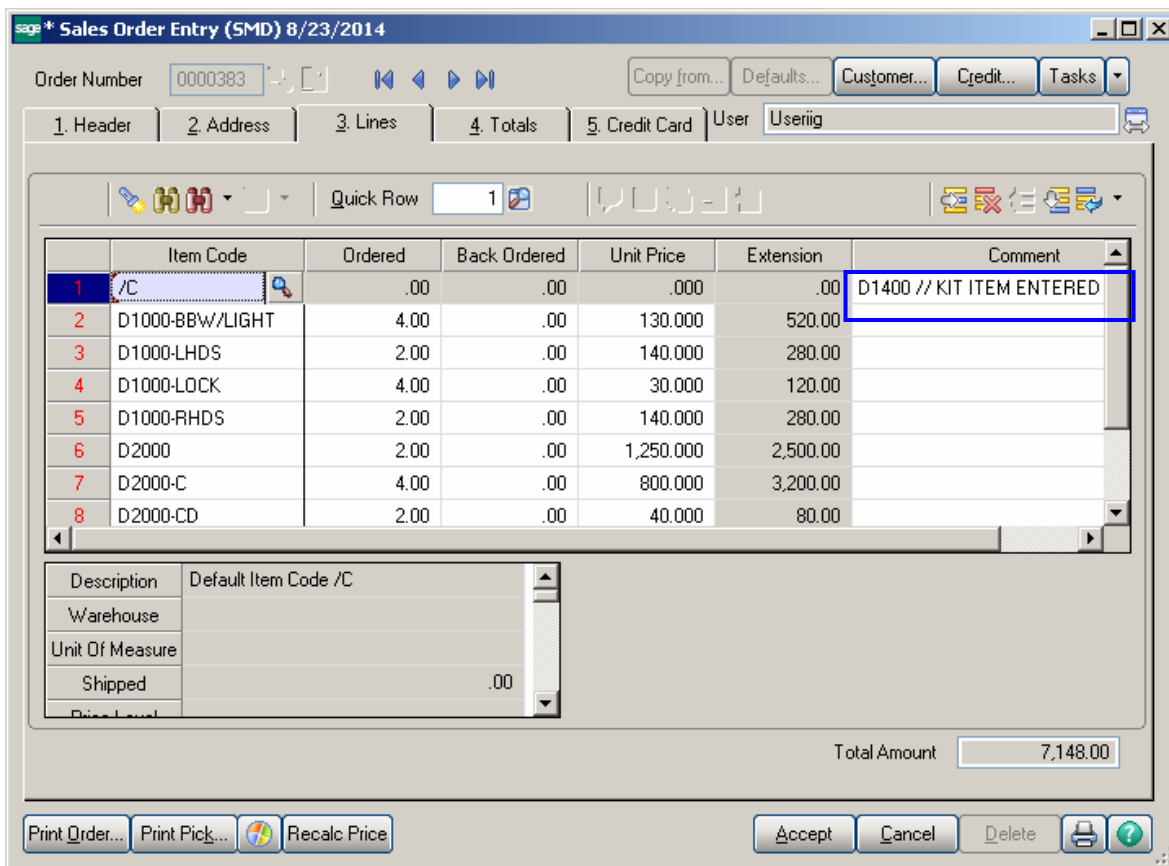 sage * Sales Order Entry (SMD) 8/23/2014
Order Number 0000383 Copy from... Defaults... Customer... Credit... Tasks
1. Header 2. Address 3. Lines 4. Totals 5. Credit Card User Useriig
Quick Row 1
Item Code Ordered Back Ordered Unit Price Extension Comment
1 /C .00 .00 .000 .00 D1400 // KIT ITEM ENTERED
2 D1000-BBW/LIGHT 4.00 .00 130.000 520.00
3 D1000-LHDS 2.00 .00 140.000 280.00
4 D1000-LOCK 4.00 .00 30.000 120.00
5 D1000-RHDS 2.00 .00 140.000 280.00
6 D2000 2.00 .00 1,250.000 2,500.00
7 D2000-C 4.00 .00 800.000 3,200.00
8 D2000-CD 2.00 .00 40.000 80.00
Description Default Item Code /C
Warehouse
Unit Of Measure
Shipped .00
Total Amount 7,148.00
Print Order... Print Pick... Recalc Price Accept Cancel Delete